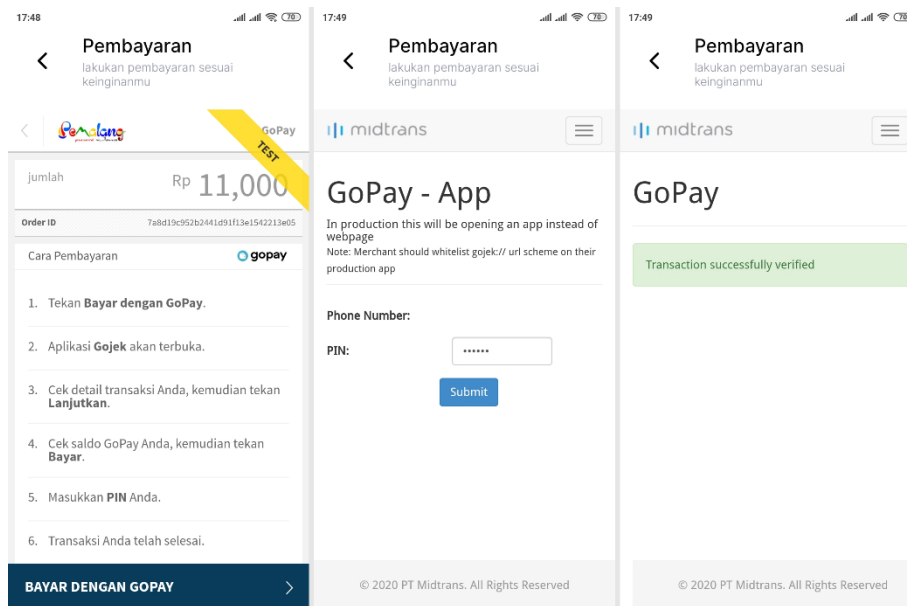 17:48
70
Pembayaran
lakukan pembayaran sesuai
keinginanmu
Pemalang
GoPay
TEST
jumlah
Rp 11,000
Order ID
7a8d19c952b2441d91f13e1542213e05
Cara Pembayaran
gopay
1. Tekan Bayar dengan GoPay.
2. Aplikasi Gojek akan terbuka.
3. Cek detail transaksi Anda, kemudian tekan
Lanjutkan.
4. Cek saldo GoPay Anda, kemudian tekan
Bayar.
5. Masukkan PIN Anda.
6. Transaksi Anda telah selesai.
BAYAR DENGAN GOPAY
17:49
70
Pembayaran
lakukan pembayaran sesuai
keinginanmu
midtrans
GoPay - App
In production this will be opening an app instead of
webpage
Note: Merchant should whitelist gojek:// url scheme on their
production app
Phone Number:
PIN:
••••••
Submit
© 2020 PT Midtrans. All Rights Reserved
17:49
70
Pembayaran
lakukan pembayaran sesuai
keinginanmu
midtrans
GoPay
Transaction successfully verified
© 2020 PT Midtrans. All Rights Reserved